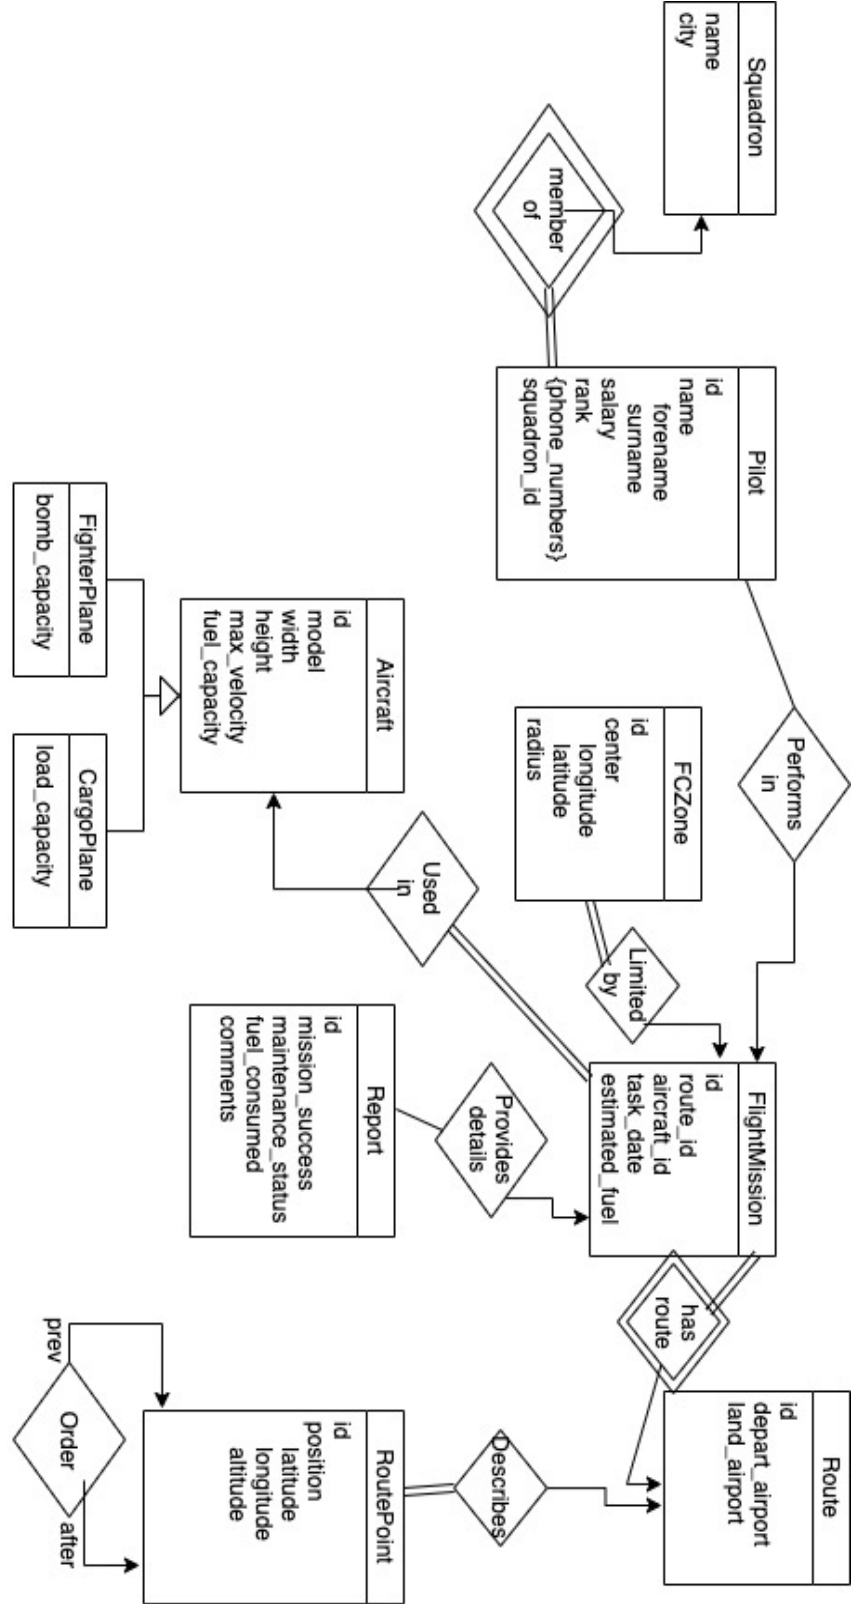 Squadron
name
city
member
of
Pilot
id
name
forename
surname
salary
rank
{phone_numbers}
squadron_id
Performs
in
FCZone
id
center
longitude
latitude
radius
Limited
by
FlightMission
id
route_id
aircraft_id
task_date
estimated_fuel
has
route
Route
id
depart_airport
land_airport
Aircraft
id
model
width
height
max_velocity
fuel_capacity
Used
in
FighterPlane
bomb_capacity
CargoPlane
load_capacity
Report
id
mission_success
maintenance_status
fuel_consumed
comments
Provides
details
Describes
RoutePoint
id
position
latitude
longitude
altitude
prev
Order
after